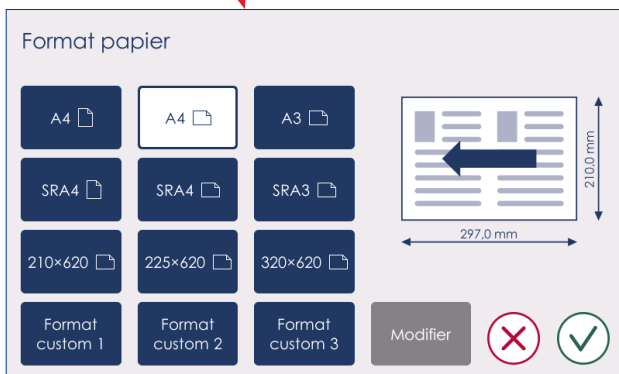 Format papier
A4
A4
A3
SRA4
SRA4
SRA3
210×620
225×620
320×620
Format
custom 1
Format
custom 2
Format
custom 3
Modifier
297,0 mm
210,0 mm